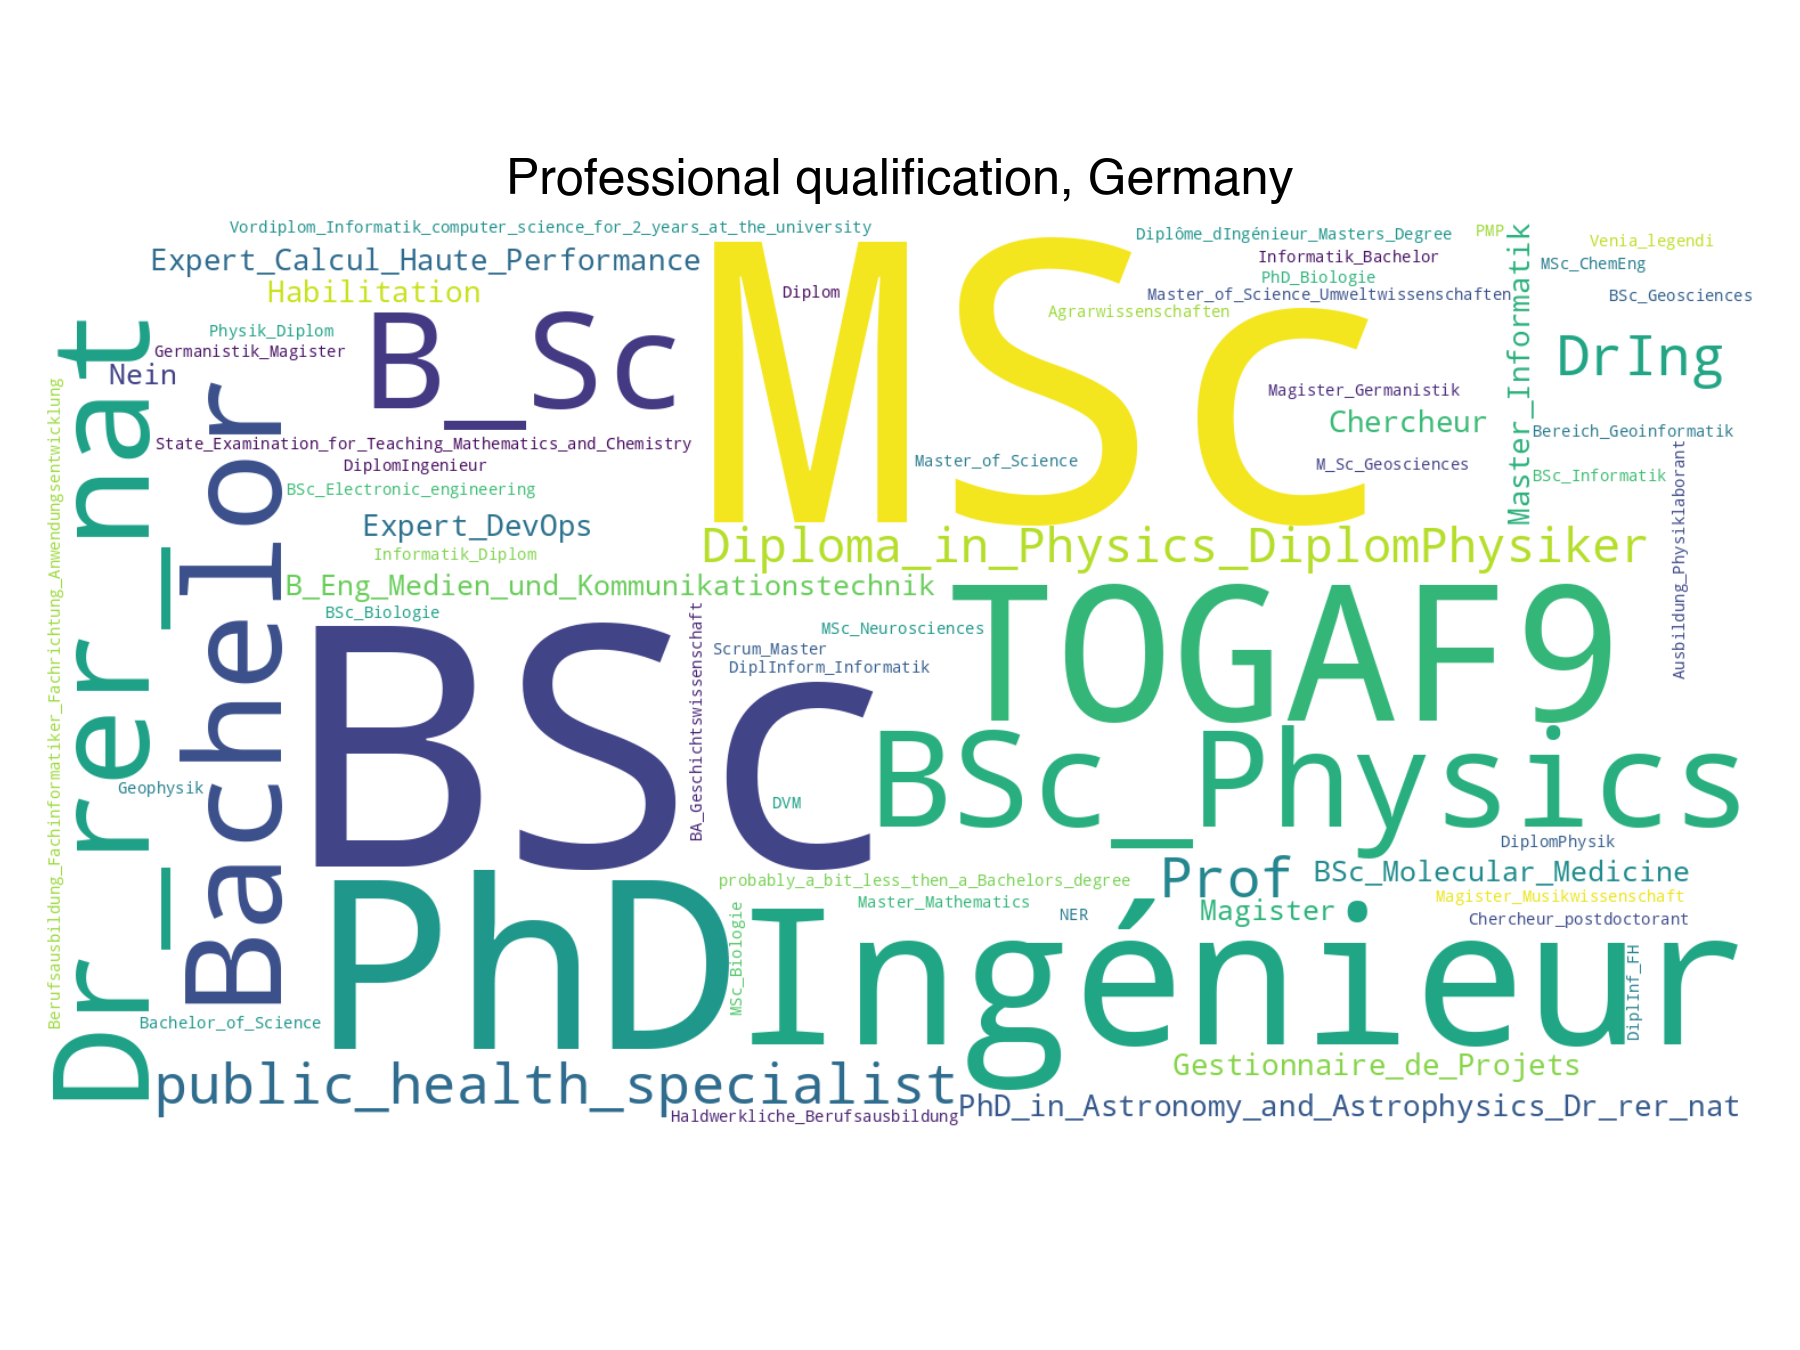 Professional qualification, Germany
Vordiplom_Informatik_computer_science_for_2_years_at_the_university
Expert_Calcul_Haute_Performance
Habilitation
Physik_Diplom
Germanistik_Magister
Nein
B__Sc
MSc
Diplom
Diplôme_dIngénieur_Masters_Degree
PMP
Informatik_Bachelor
PhD_Biologie
Master_of_Science_Umweltwissenschaften
Agrarwissenschaften
Master_Informatik
Venia_legendi
MSc_ChemEng
BSc_Geosciences
DrIng
Magister_Germanistik
Chercheur
Bereich_Geoinformatik
M_Sc_Geosciences
BSc_Informatik
Ausbildung_Physiklaborant
Master_of_Science
State_Examination_for_Teaching_Mathematics_and_Chemistry
DiplomIngenieur
BSc_Electronic_engineering
Expert_DevOps
Informatik_Diplom
Diploma_in_Physics_DiplomPhysiker
B_Eng_Medien_und_Kommunikationstechnik
BSc_Biologie
Berufsausbildung_Fachinformatiker_Fachrichtung_Anwendungsentwicklung
Dr_rer_nat
Bachelor
BSc
BA_Geschichtswissenschaft
MSc_Neurosciences
Scrum_Master
DiplInform_Informatik
TOGAF9
BSc_Physics
Geophysik
DVM
DiplomPhysik
Prof
BSc_Molecular_Medicine
probably_a_bit_less_then_a_Bachelors_degree
Master_Mathematics
NER
Magister
Magister_Musikwissenschaft
Chercheur_postdoctorant
PhD
MSc_Biologie
Ingénieur
DiplInf_FH
Bachelor_of_Science
public_health_specialist
Gestionnaire_de_Projets
Haldwerkliche_Berufsausbildung
PhD_in_Astronomy_and_Astrophysics_Dr_rer_nat